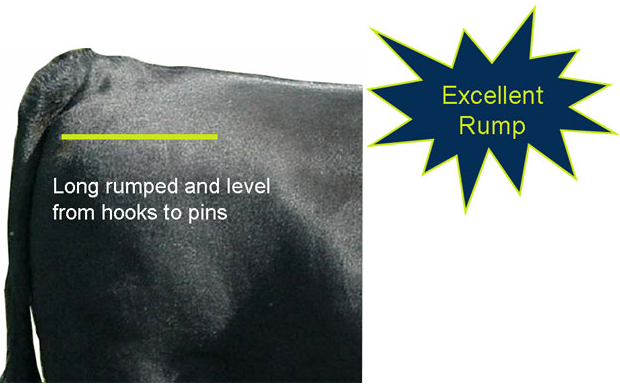 Excellent
Rump
Long rumped and level
from hooks to pins